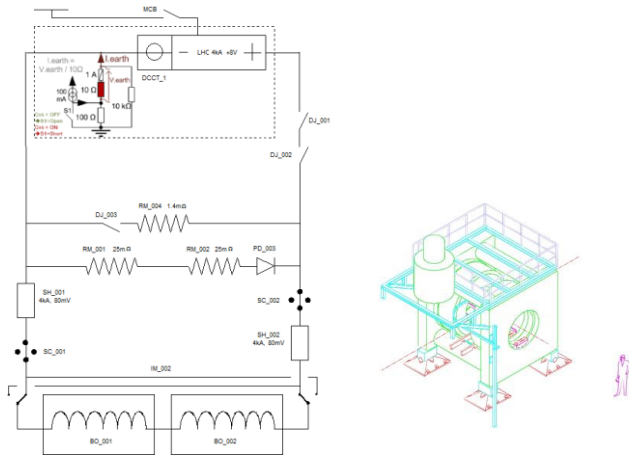 MCB
I.earth =
V.earth / 10Ω
I.earth
V.earth
1 A
10 Ω
100
mA
S1
10 kΩ
100 Ω
DCCT_1
− LHC 4kA +8V +
DJ_001
DJ_002
DJ_003
RM_004 1.4mΩ
RM_001 25mΩ
RM_002 25mΩ
PD_003
SH_001
4kA, 80mV
SC_002
SH_002
4kA, 80mV
SC_001
IM_002
BO_001
BO_002